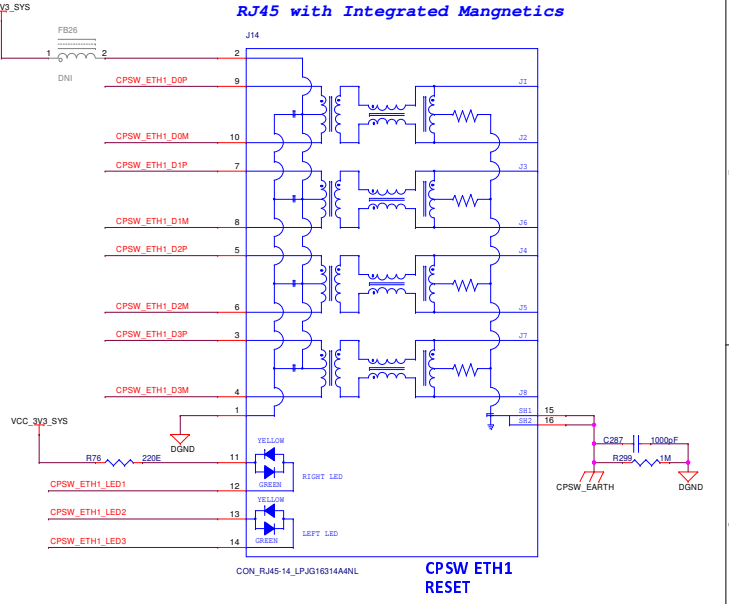 RJ45 with Integrated Mangnetics
V3_SYS
J14
FB26
1
2
2
DNI
CPSW_ETH1_D0P
9
J1
CPSW_ETH1_D0M
10
J2
CPSW_ETH1_D1P
7
J3
CPSW_ETH1_D1M
8
J6
CPSW_ETH1_D2P
5
J4
CPSW_ETH1_D2M
6
J5
CPSW_ETH1_D3P
3
J7
CPSW_ETH1_D3M
4
J8
1
SH1
15
SH2
16
VCC_3V3_SYS
DGND
YELLOW
C287
1000pF
R76
220E
11
R299
1M
GREEN
RIGHT LED
CPSW_ETH1_LED1
12
CPSW_EARTH
DGND
YELLOW
CPSW_ETH1_LED2
13
LEFT LED
GREEN
CPSW_ETH1_LED3
14
CON_RJ45-14_LPJG16314A4NL
CPSW ETH1
RESET